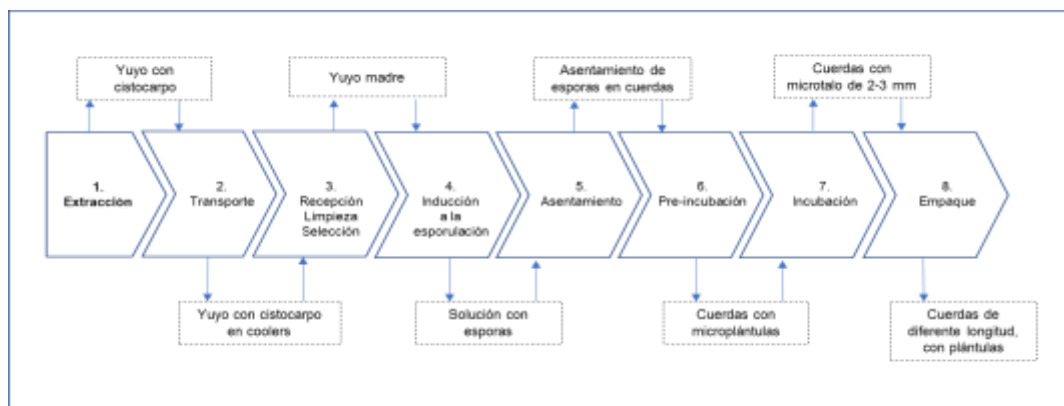 Yuyo con
cistocarpo
Yuyo madre
Asentamiento de
esporas en cuerdas
Cuerdas con
microtalo de 2-3 mm
1.
Extracción
2.
Transporte
3.
Recepción
Limpieza
Selección
4.
Inducción
a la
esporulación
5.
Asentamiento
6.
Pre-incubación
7.
Incubación
8.
Empaque
Yuyo con cistocarpo
en coolers
Solución con
esporas
Cuerdas con
microplántulas
Cuerdas de
diferente longitud,
con plántulas